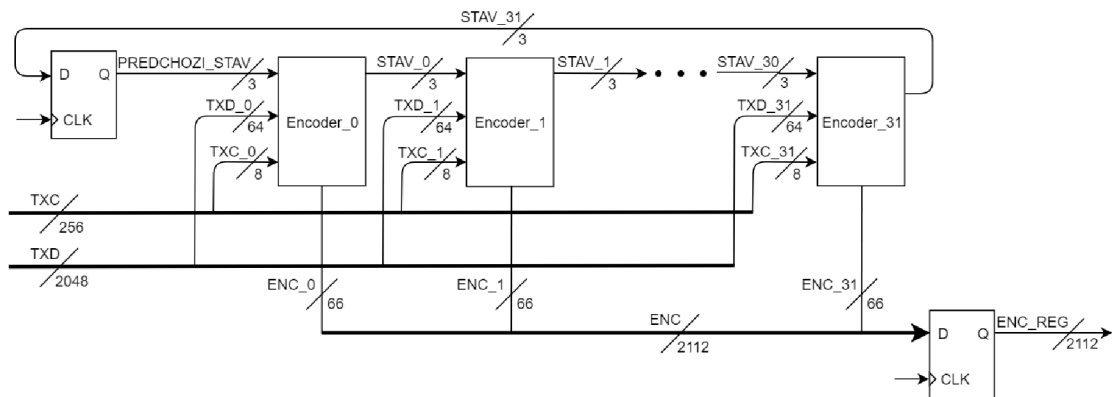 STAV_31
3
D Q
CLK
PREDCHOZI_STAV
3
TXD_0
64
TXC_0
8
Encoder_0
STAV_0
3
TXD_1
64
TXC_1
8
Encoder_1
STAV_1
3
STAV_30
3
TXD_31
64
TXC_31
8
Encoder_31
TXC
256
TXD
2048
ENC_0
66
ENC_1
66
ENC_31
66
ENC
2112
D Q
CLK
ENC_REG
2112